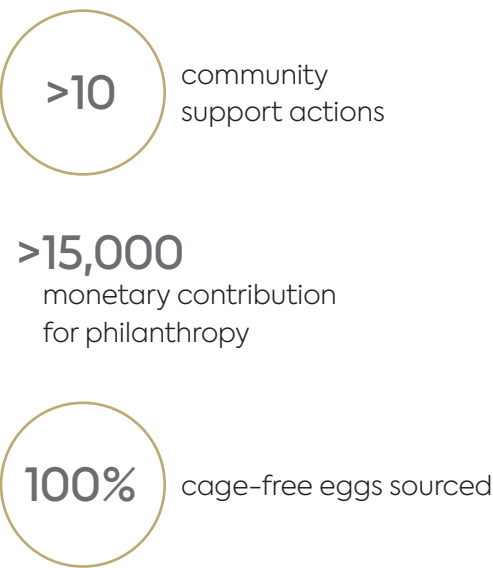 >10
community
support actions
>15,000
monetary contribution
for philanthropy
100%
cage-free eggs sourced